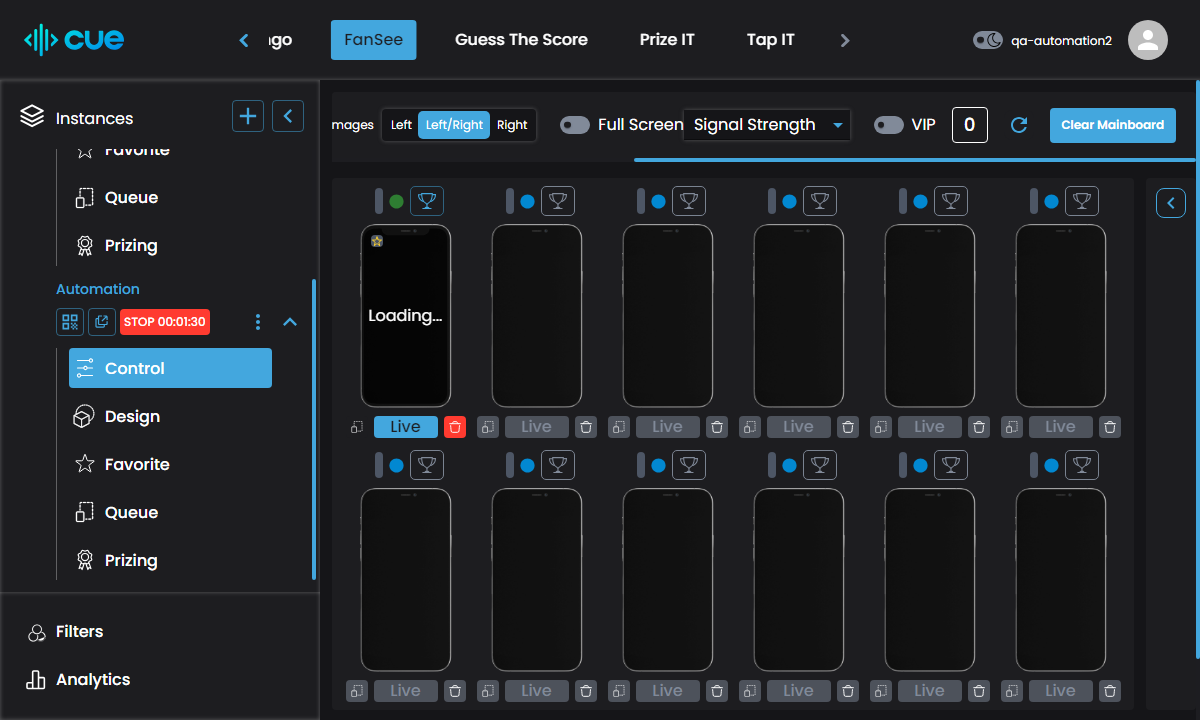 cue
ngo
FanSee
Guess The Score
Prize IT
Tap IT
qa-automation2
Instances
Favorite
Queue
Prizing
Automation
STOP 00:01:30
Control
Design
Favorite
Queue
Prizing
Filters
Analytics
mages
Left
Left/Right
Right
Full Screen
Signal Strength
VIP
0
Clear Mainboard
Loading...
Live
Live
Live
Live
Live
Live
Live
Live
Live
Live
Live
Live